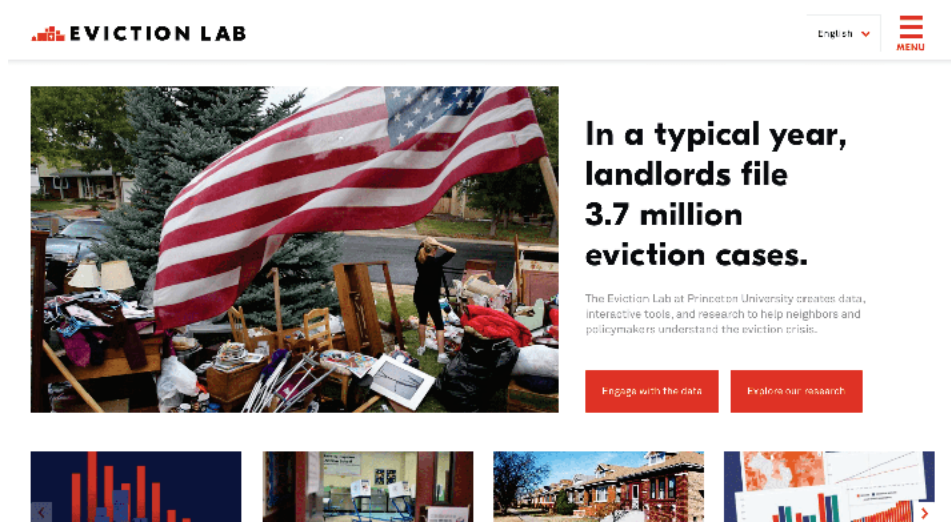 EVICTION LAB
English
MENU
In a typical year,
landlords file
3.7 million
eviction cases.
The Eviction Lab at Princeton University creates data,
interactive tools, and research to help neighbors and
policymakers understand the eviction crisis.
Engage with the data
Explore our research